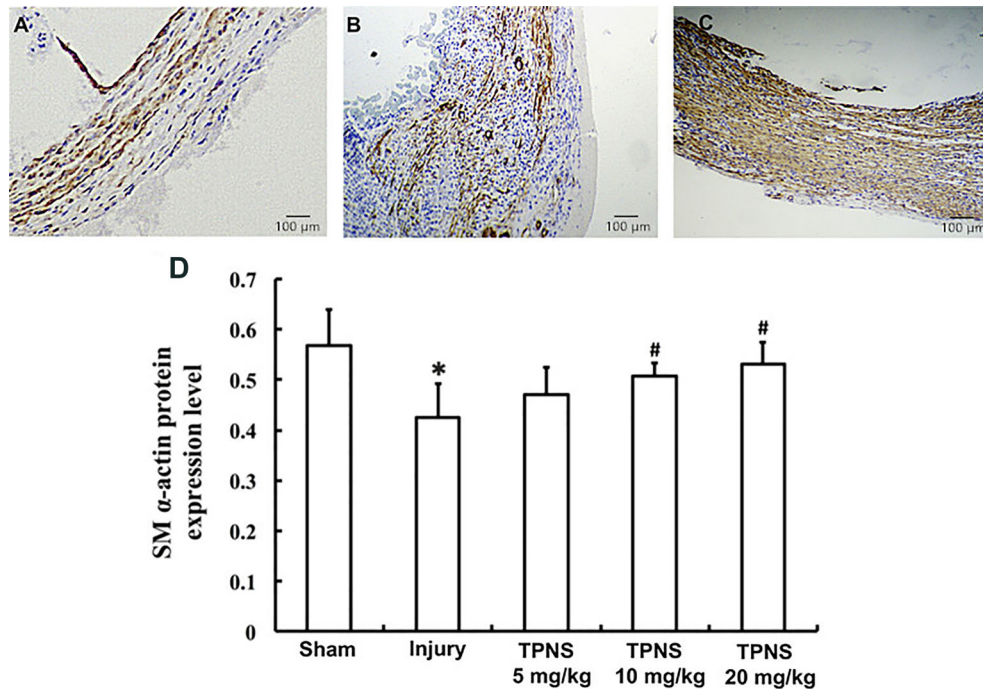 A
B
C
100 µm
100 µm
100 µm
D
SM α-actin protein
expression level
0.7
0.6
0.5
0.4
0.3
0.2
0.1
0
*
#
#
Sham
Injury
TPNS
5 mg/kg
TPNS
10 mg/kg
TPNS
20 mg/kg